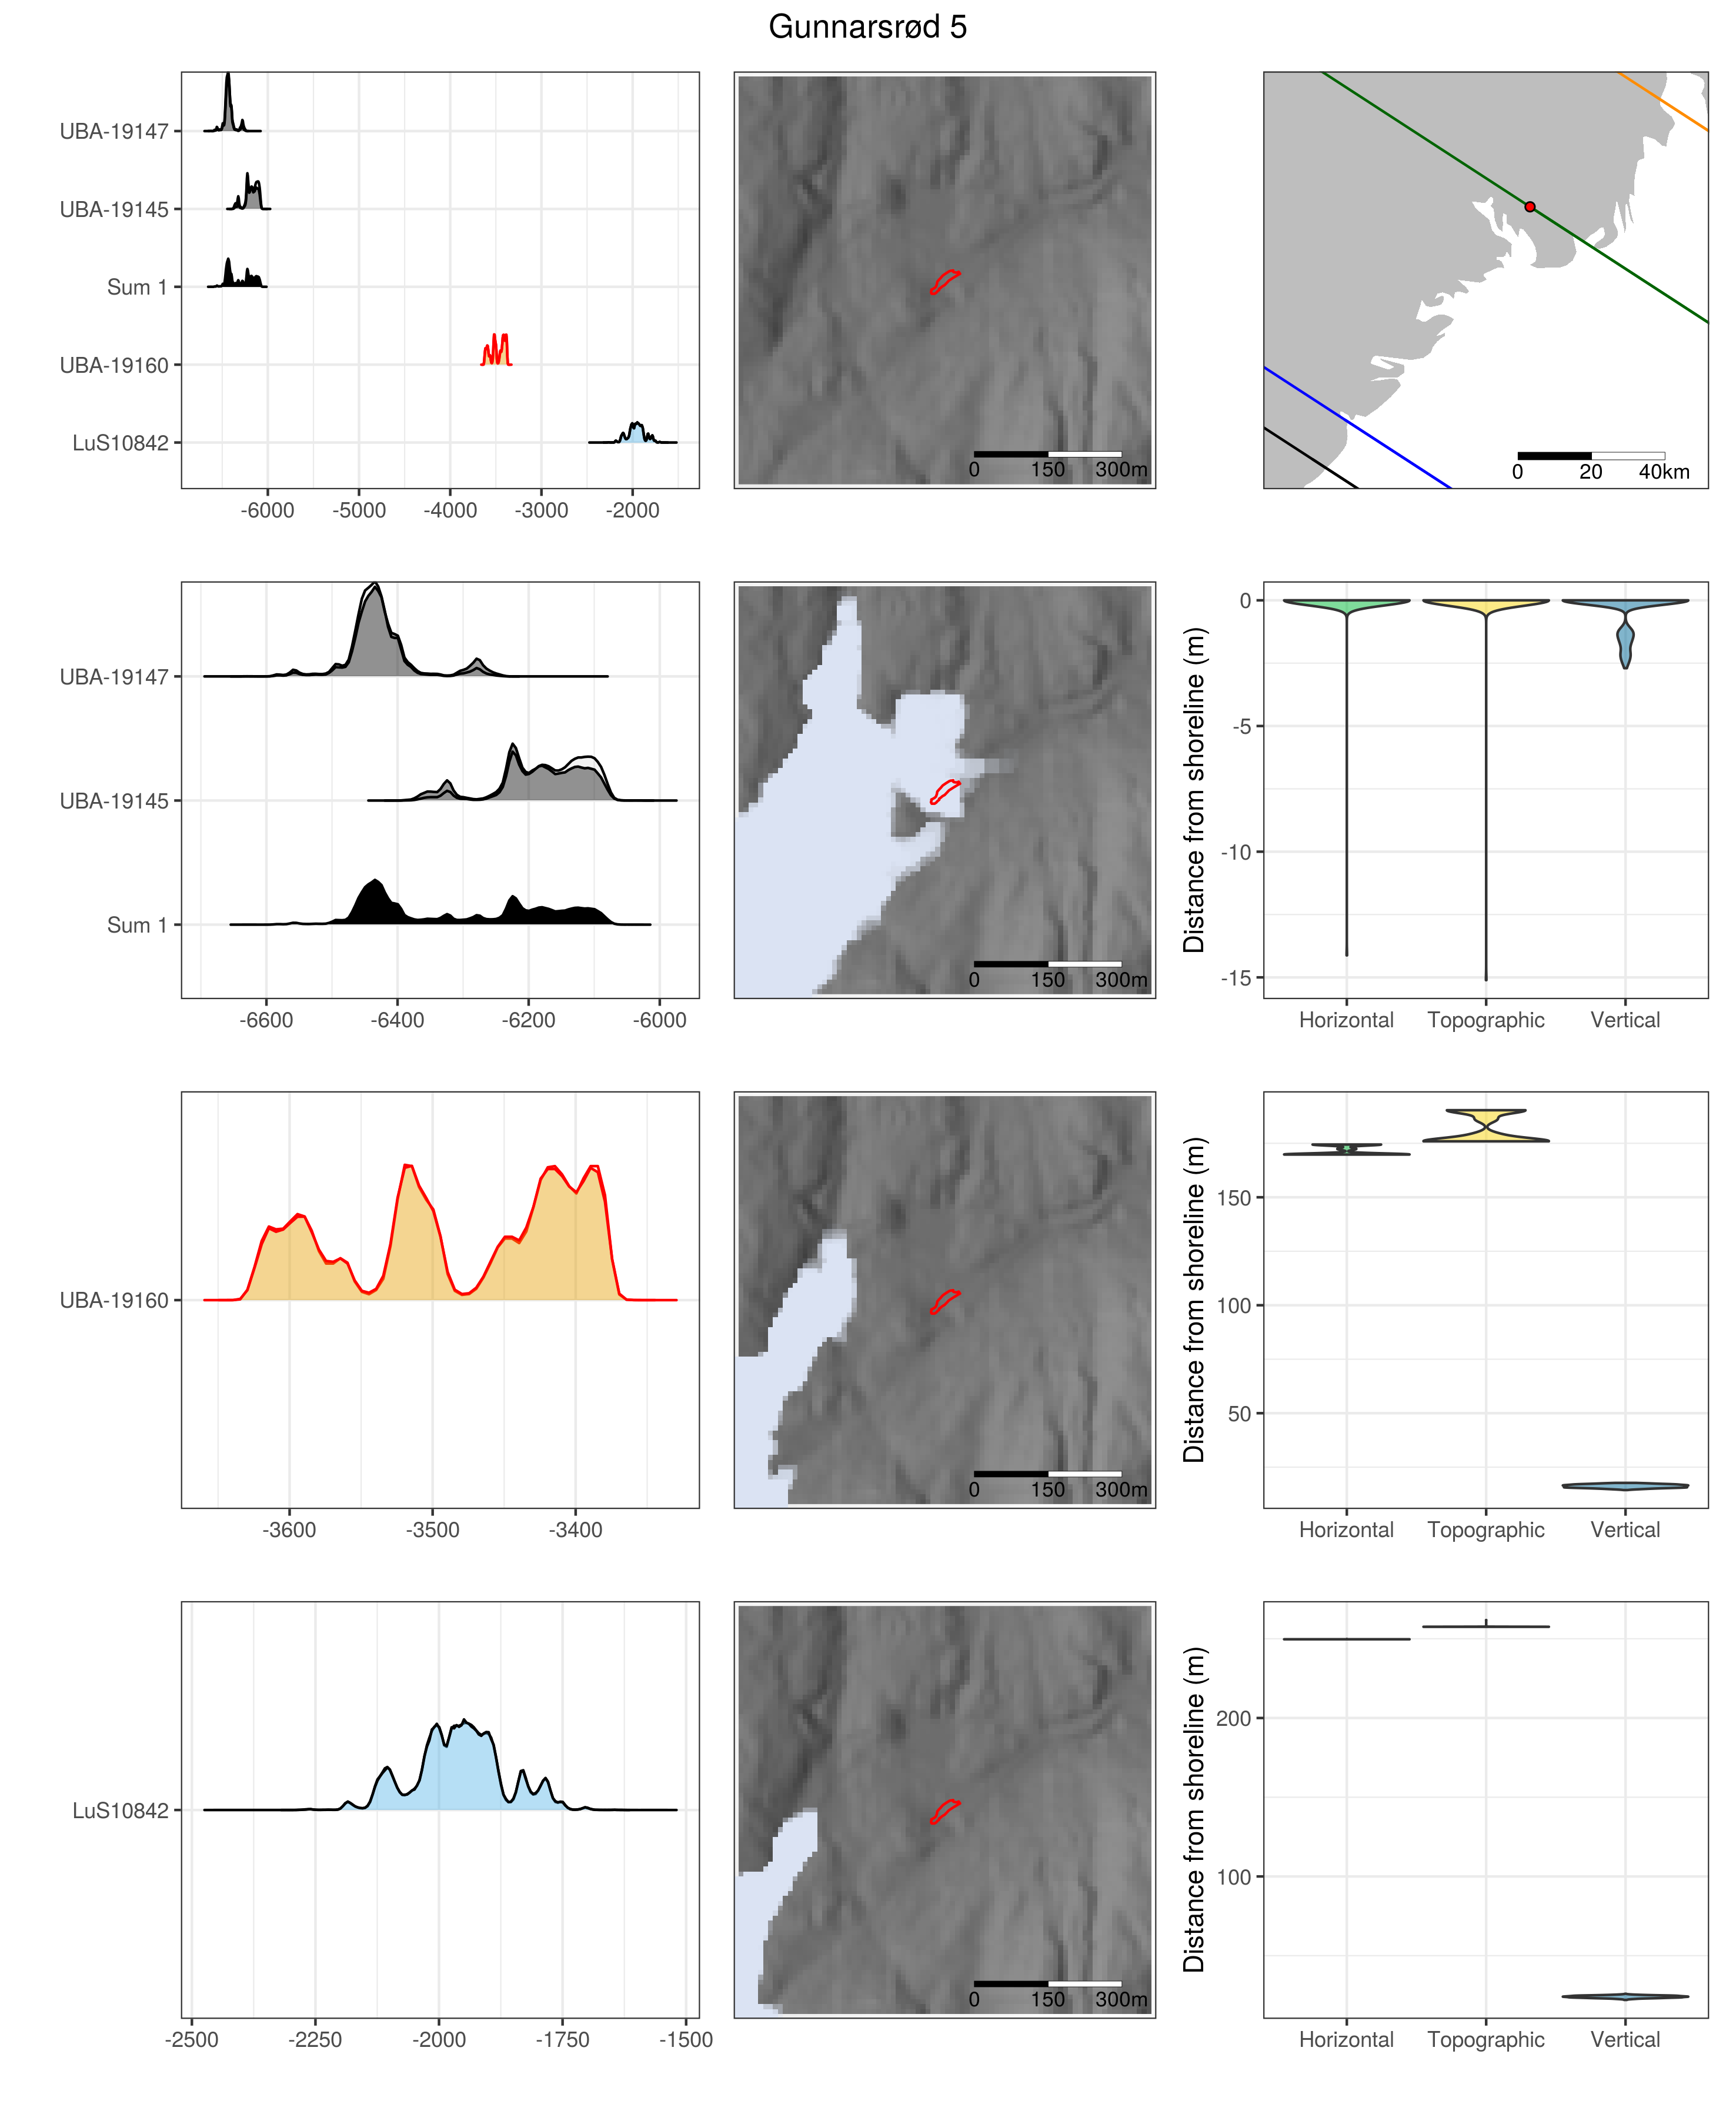 Gunnarsrød 5
UBA-19147
UBA-19145
Sum 1
UBA-19160
LuS10842
-6000 -5000 -4000 -3000 -2000
0 150 300m
0 20 40km
UBA-19147
UBA-19145
Sum 1
-6600 -6400 -6200 -6000
0 150 300m
Distance from shoreline (m)
0
-5
-10
-15
Horizontal Topographic Vertical
UBA-19160
-3600 -3500 -3400
0 150 300m
Distance from shoreline (m)
150
100
50
Horizontal Topographic Vertical
LuS10842
-2500 -2250 -2000 -1750 -1500
0 150 300m
Distance from shoreline (m)
200
100
Horizontal Topographic Vertical